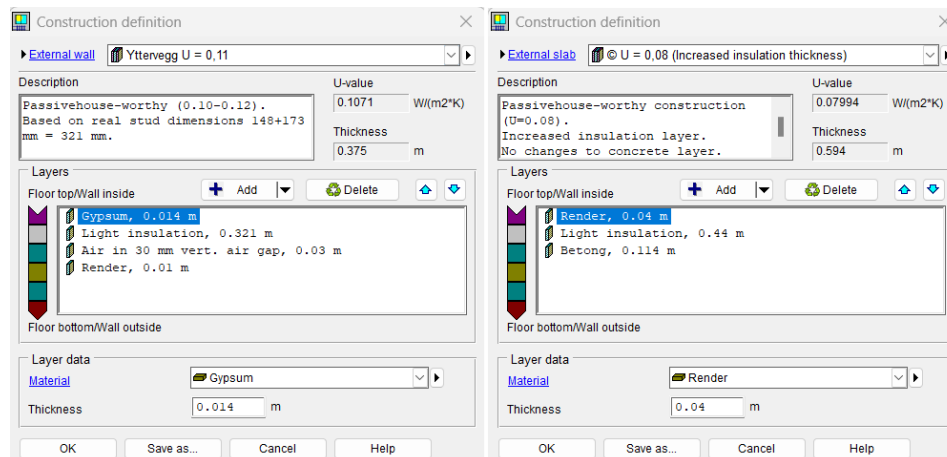 Construction definition
External wall
Yttervegg U = 0,11
Description
Passivehouse-worthy (0.10-0.12).
Based on real stud dimensions 148+173
mm = 321 mm.
U-value
0.1071 W/(m2*K)
Thickness
0.375 m
Layers
Floor top/Wall inside
Add
Delete
Gypsum, 0.014 m
Light insulation, 0.321 m
Air in 30 mm vert. air gap, 0.03 m
Render, 0.01 m
Floor bottom/Wall outside
Layer data
Material
Gypsum
Thickness
0.014 m
OK
Save as...
Cancel
Help
Construction definition
External slab
© U = 0,08 (Increased insulation thickness)
Description
Passivehouse-worthy construction
(U=0.08).
Increased insulation layer.
No changes to concrete layer.
U-value
0.07994 W/(m2*K)
Thickness
0.594 m
Layers
Floor top/Wall inside
Add
Delete
Render, 0.04 m
Light insulation, 0.44 m
Betong, 0.114 m
Floor bottom/Wall outside
Layer data
Material
Render
Thickness
0.04 m
OK
Save as...
Cancel
Help